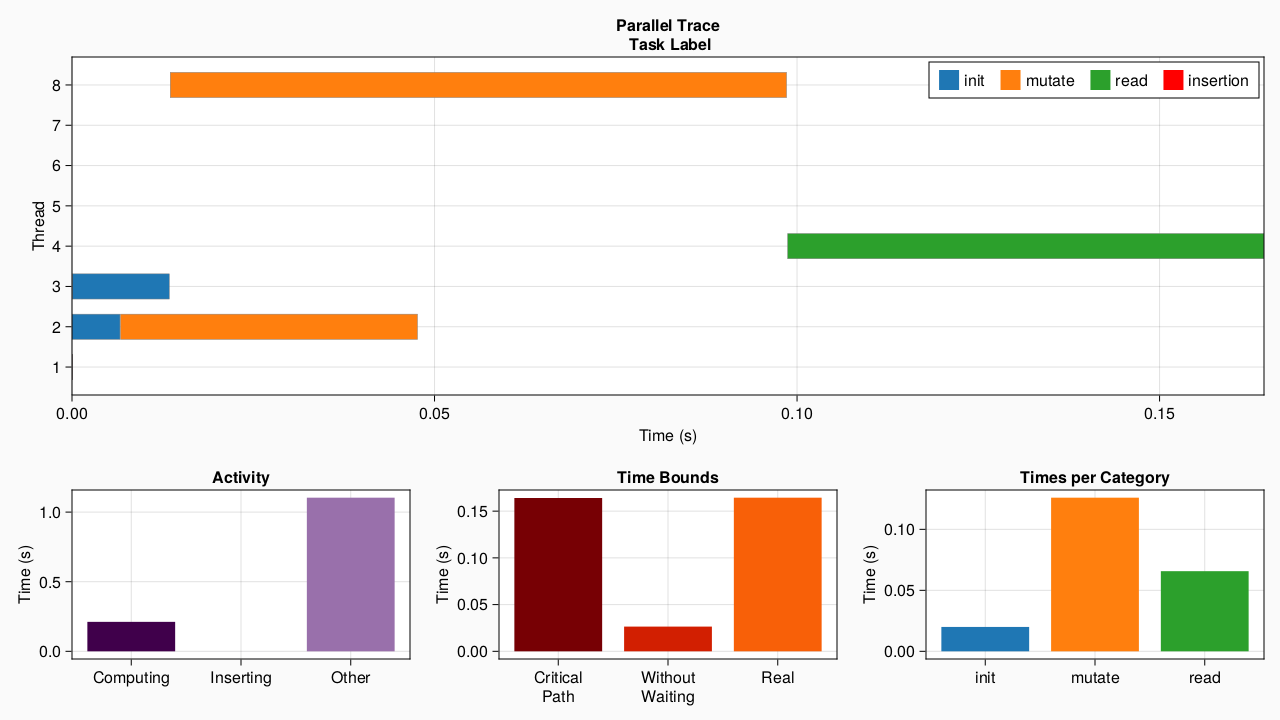 Parallel Trace
Task Label
init mutate read insertion
8
7
6
5
4
3
2
1
Thread
0.00 0.05 0.10 0.15
Time (s)
Activity
1.0
0.5
0.0
Time (s)
Computing Inserting Other
Time Bounds
0.15
0.10
0.05
0.00
Time (s)
Critical Path Without Waiting Real
Times per Category
0.10
0.05
0.00
Time (s)
init mutate read